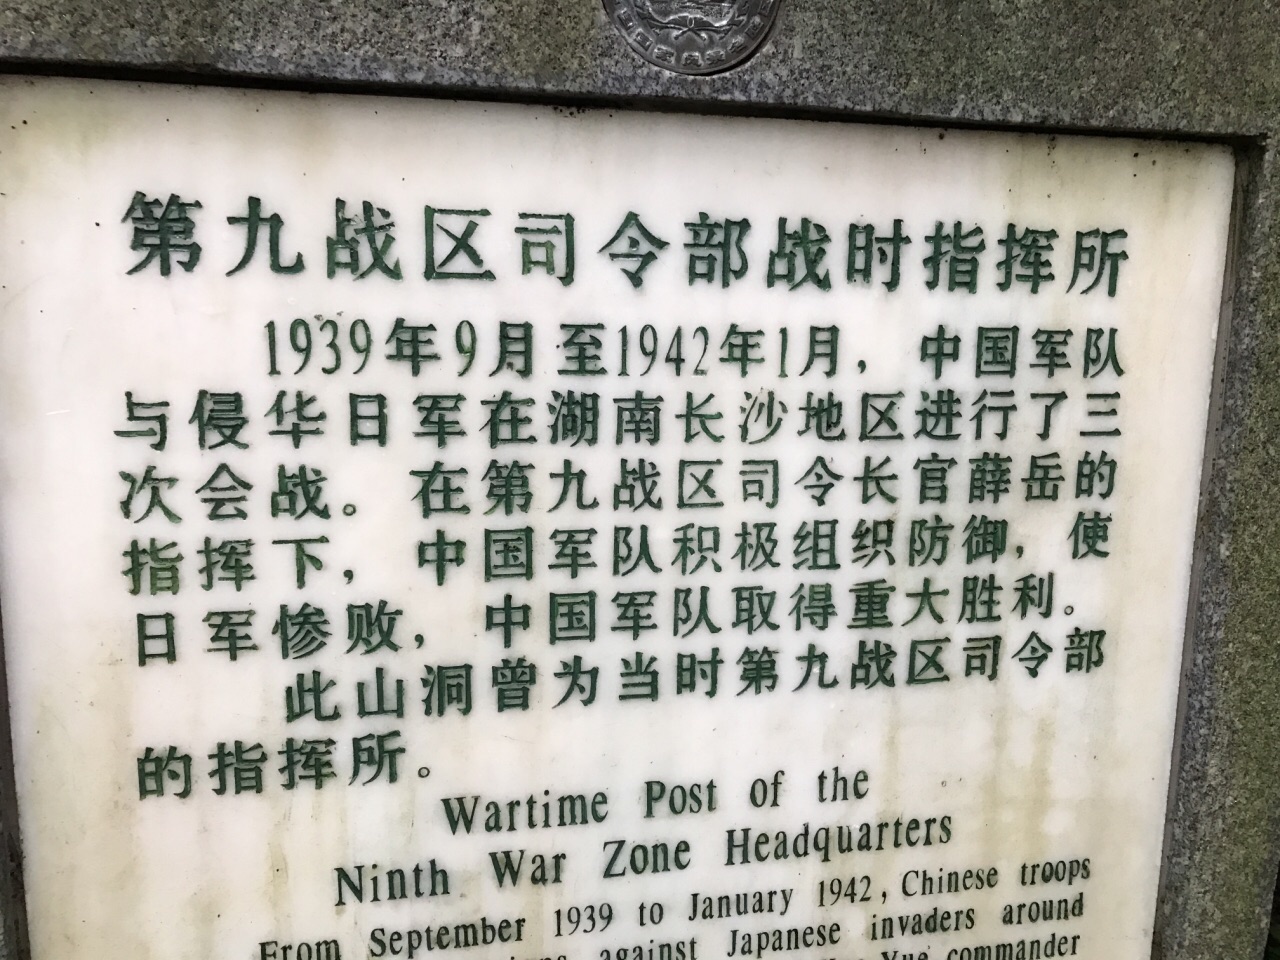 第九战区司令部战时指挥所
1939年9月至1942年1月，中国军队
与侵华日军在湖南长沙地区进行了三
次会战。在第九战区司令长官薛岳的
指挥下，中国军队积极组织防御，使
日军惨败，中国军队取得重大胜利。
此山洞曾为当时第九战区司令部
的指挥所。
Wartime Post of the
Ninth War Zone Headquarters
From September 1939 to January 1942, Chinese troops
against Japanese invaders around
Yue commander